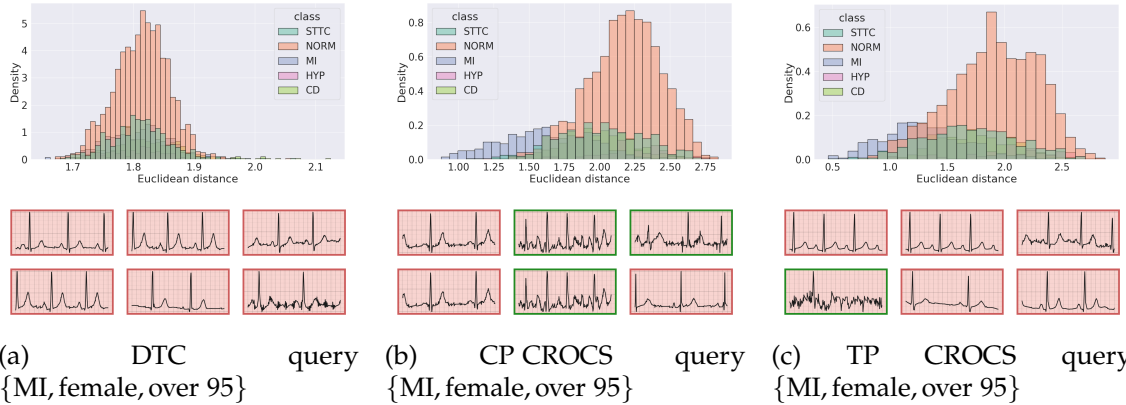 class
STTC
NORM
MI
HYP
CD
Density
5
4
3
2
1
0
1.7
1.8
1.9
2.0
2.1
Euclidean distance
class
STTC
NORM
MI
HYP
CD
Density
0.8
0.6
0.4
0.2
0.0
1.00
1.25
1.50
1.75
2.00
2.25
2.50
2.75
Euclidean distance
class
STTC
NORM
MI
HYP
CD
Density
0.6
0.4
0.2
0.0
0.5
1.0
1.5
2.0
2.5
Euclidean distance
(a) DTC query
{MI, female, over 95}
(b) CP CROCS query
{MI, female, over 95}
(c) TP CROCS query
{MI, female, over 95}